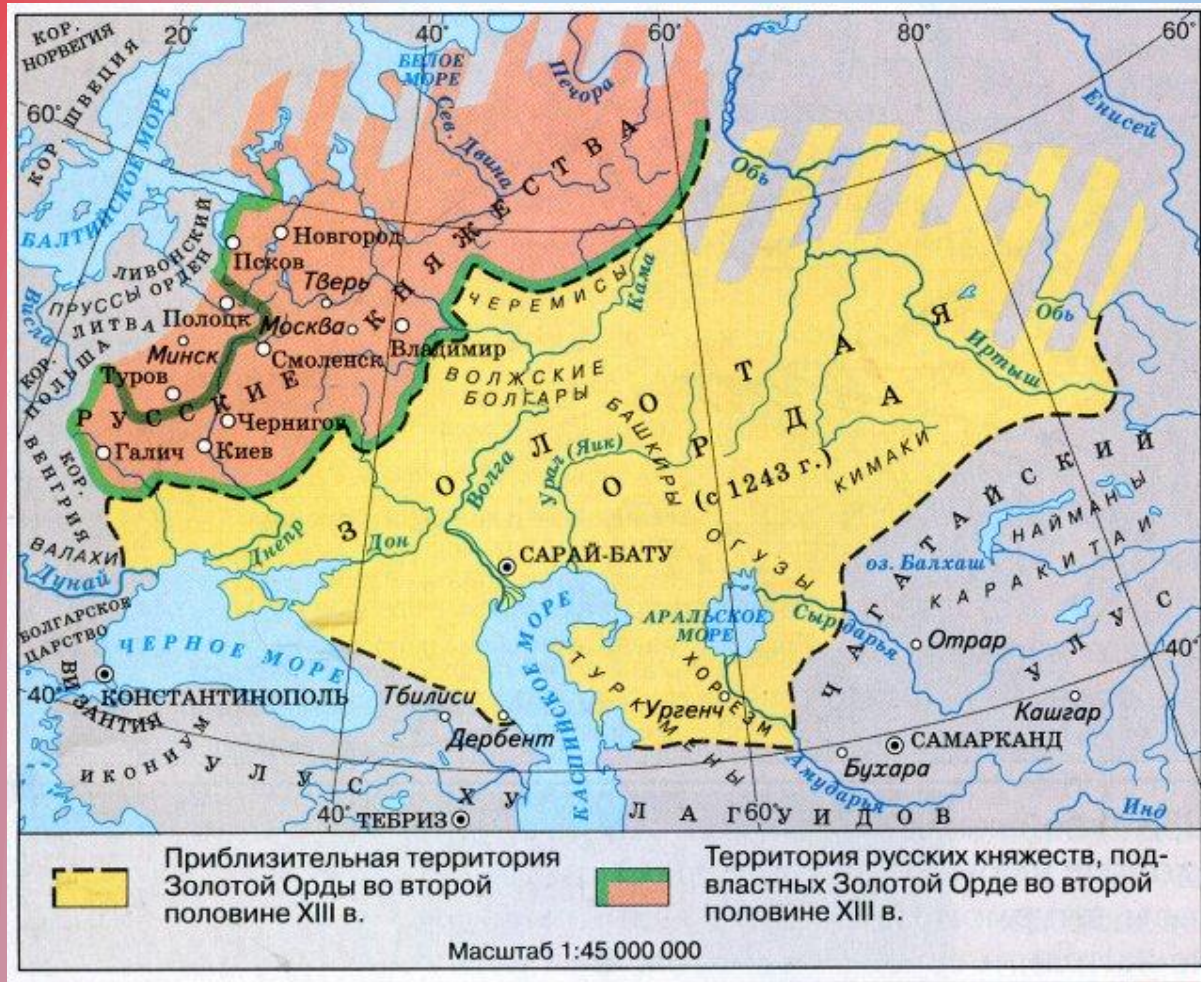 КОР.
НОРВЕГИЯ
20°
40°
60°
80°
60°
КОР. ШВЕЦИЯ
БЕЛОЕ
МОРЕ
Печора
Енисей
60°
Сев. Двина
Обь
БАЛТИЙСКОЕ МОРЕ
Новгород
Псков
ЛИВОНСКИЙ
ОРДЕН
ПРУССЫ
Тверь
ЧЕРЕМИСЫ
Кама
Висла
ЛИТВА
Полоцк
Москва
Владимир
Обь
Минск
Смоленск
Иртыш
КОР. ПОЛЬША
Туров
РУССКИЕ КНЯЖЕСТВА
ВОЛЖСКИЕ
БОЛГАРЫ
Чернигов
БАШКИРЫ
Галич
Киев
Волга
Урал (Яик)
ЗОЛОТАЯ
ОРДА
(с 1243 г.)
КИМАКИ
КОР.
ВЕНГРИЯ
ЧАГАТАЙСКИЙ
УЛУС
НАЙМАНЫ
Днепр
Дон
ОГУЗЫ
оз. Балхаш
КАРАКИТАИ
ВАЛАХИ
Дунай
САРАЙ-БАТУ
БОЛГАРСКОЕ
ЦАРСТВО
АРАЛЬСКОЕ
МОРЕ
Сырдарья
Отрар
ЧЕРНОЕ МОРЕ
КАСПИЙСКОЕ МОРЕ
40°
40°
КОНСТАНТИНОПОЛЬ
ВИЗАНТИЯ
Тбилиси
ТУРКМЕНЫ
ХОРЕЗМ
Ургенч
Кашгар
Дербент
САМАРКАНД
Бухара
ИКОНИУМ
Амударья
УЛУС ХУЛАГУИДОВ
40°
ТЕБРИЗ
60°
Инд
Приблизительная территория
Золотой Орды во второй
половине XIII в.
Территория русских княжеств, под-
властных Золотой Орде во второй
половине XIII в.
Масштаб 1:45 000 000